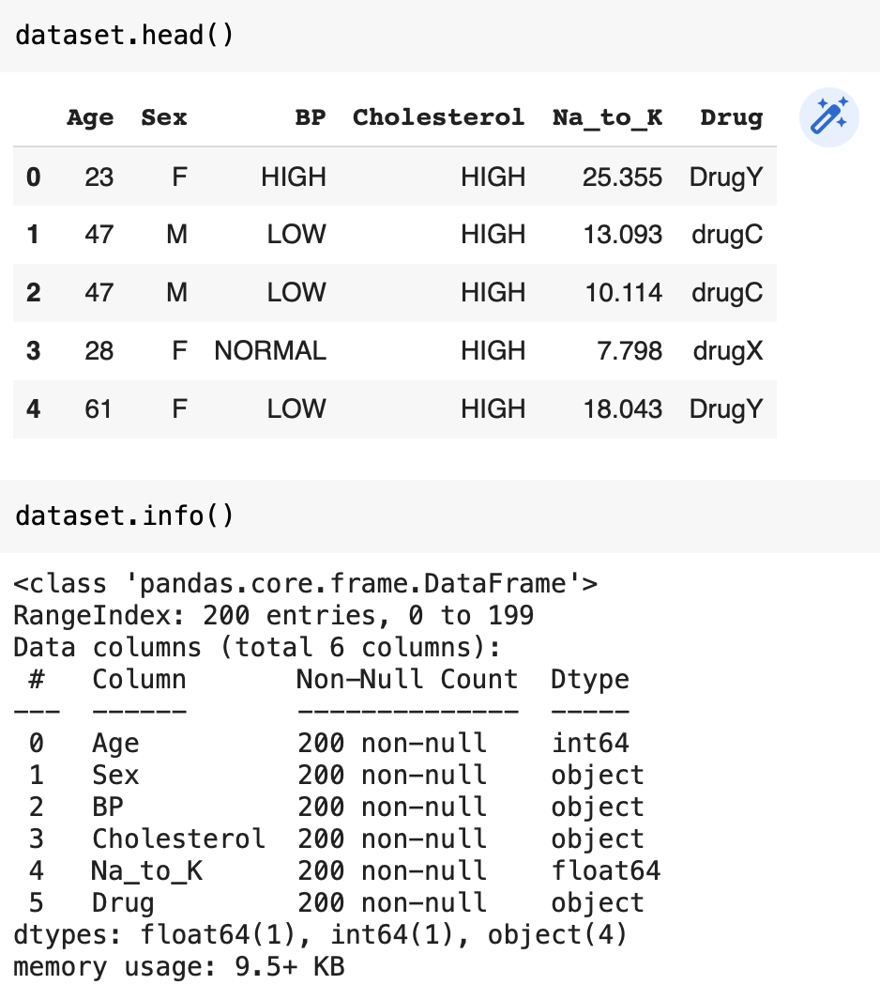 dataset.head()
Age Sex BP Cholesterol Na_to_K Drug
0 23 F HIGH HIGH 25.355 DrugY
1 47 M LOW HIGH 13.093 drugC
2 47 M LOW HIGH 10.114 drugC
3 28 F NORMAL HIGH 7.798 drugX
4 61 F LOW HIGH 18.043 DrugY
dataset.info()
<class 'pandas.core.frame.DataFrame'>
RangeIndex: 200 entries, 0 to 199
Data columns (total 6 columns):
 #   Column       Non-Null Count  Dtype
---  ------       --------------  -----
 0   Age          200 non-null    int64
 1   Sex          200 non-null    object
 2   BP           200 non-null    object
 3   Cholesterol  200 non-null    object
 4   Na_to_K      200 non-null    float64
 5   Drug         200 non-null    object
dtypes: float64(1), int64(1), object(4)
memory usage: 9.5+ KB